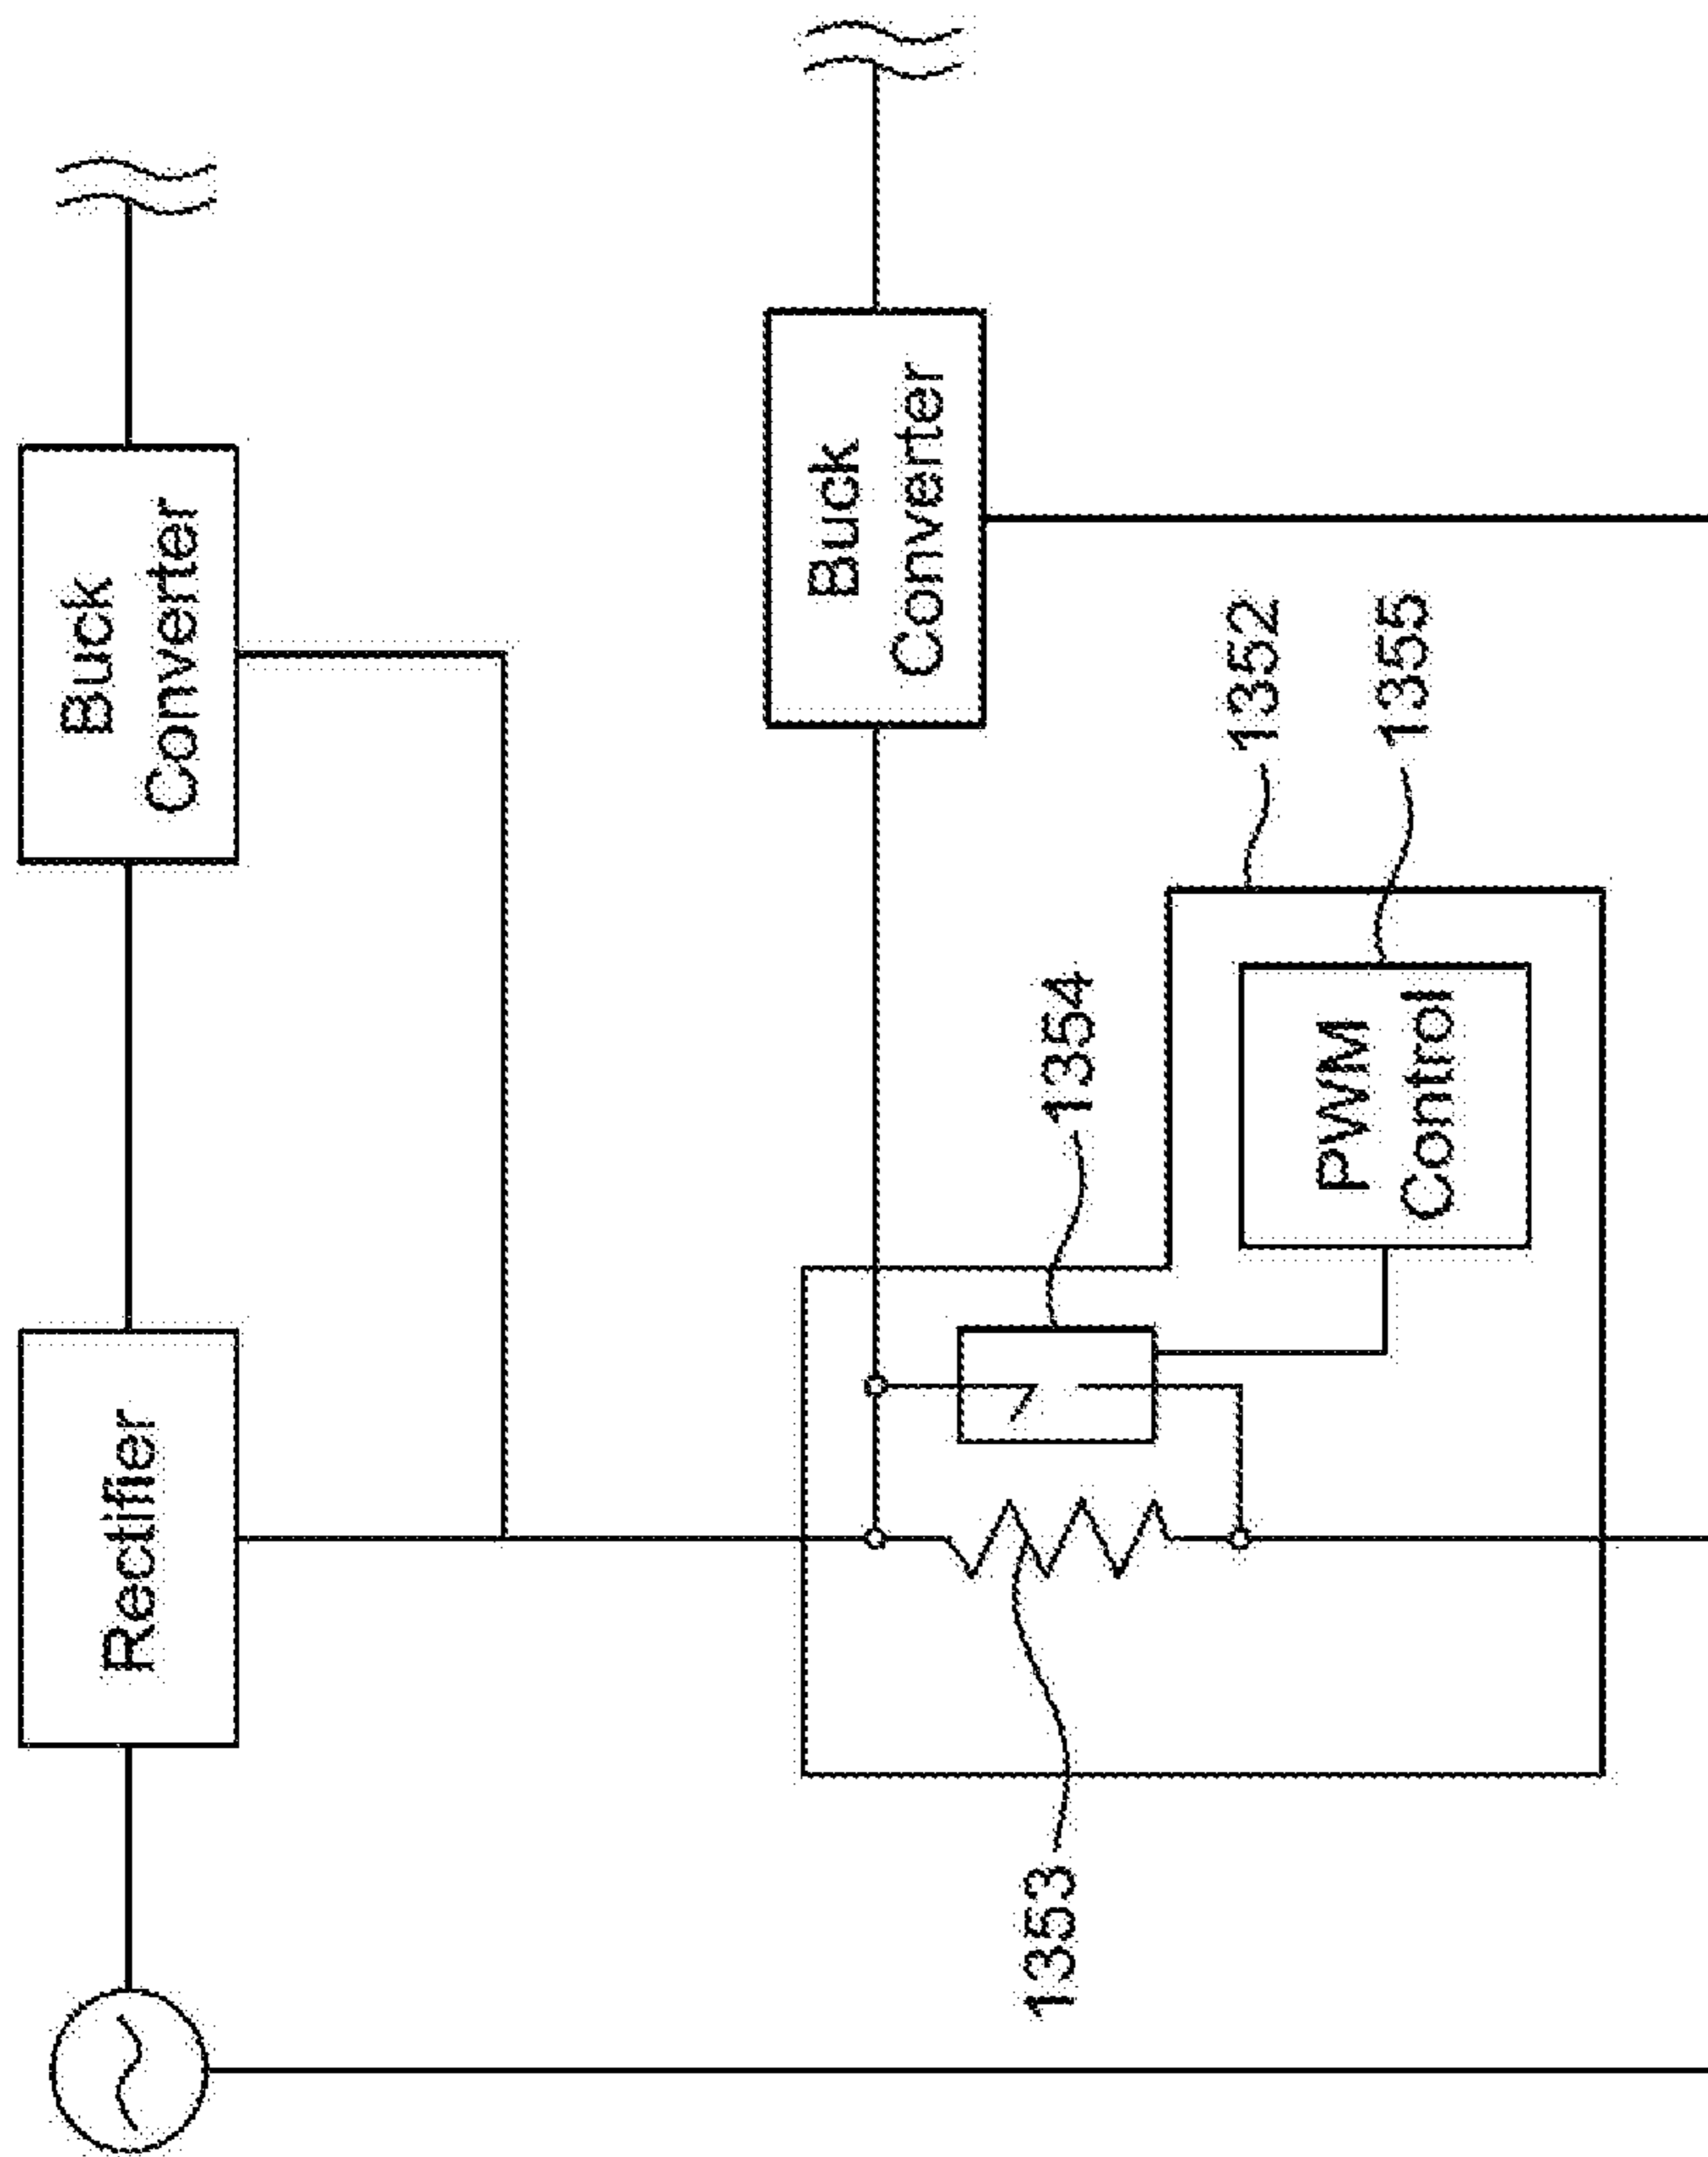 Rectifier
Buck
Converter
Buck
Converter
1354
1352
1355
PWM
Control
1353